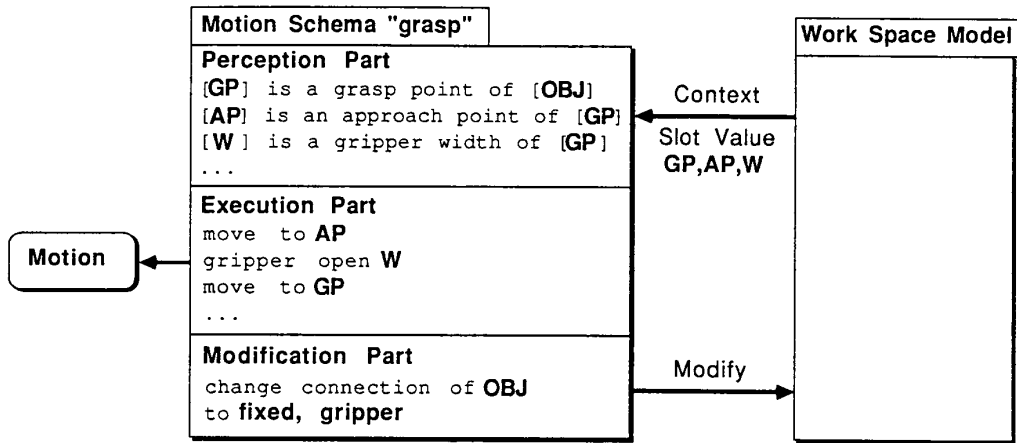 Motion Schema "grasp"
Perception Part
[GP] is a grasp point of [OBJ]
[AP] is an approach point of [GP]
[W ] is a gripper width of [GP]
...
Execution Part
move to AP
gripper open W
move to GP
...
Modification Part
change connection of OBJ
to fixed, gripper
Motion
Context
Slot Value
GP,AP,W
Modify
Work Space Model